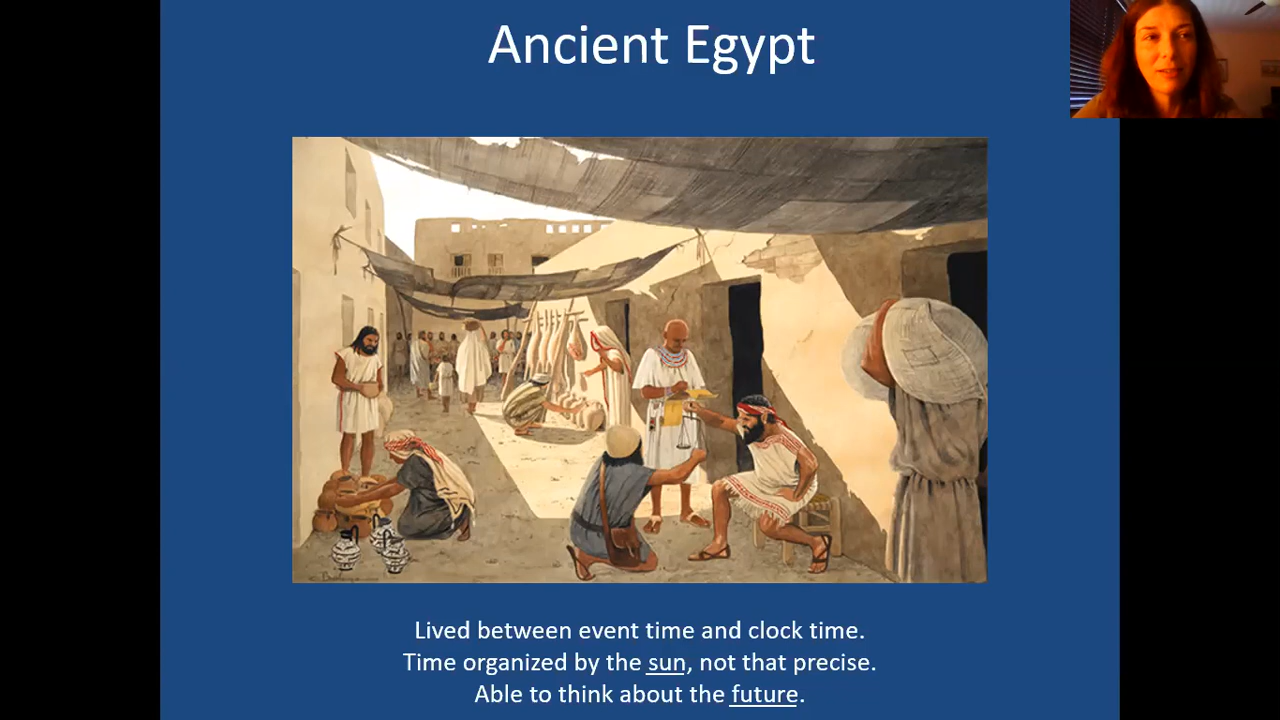 Ancient Egypt
Lived between event time and clock time.
Time organized by the sun, not that precise.
Able to think about the future.